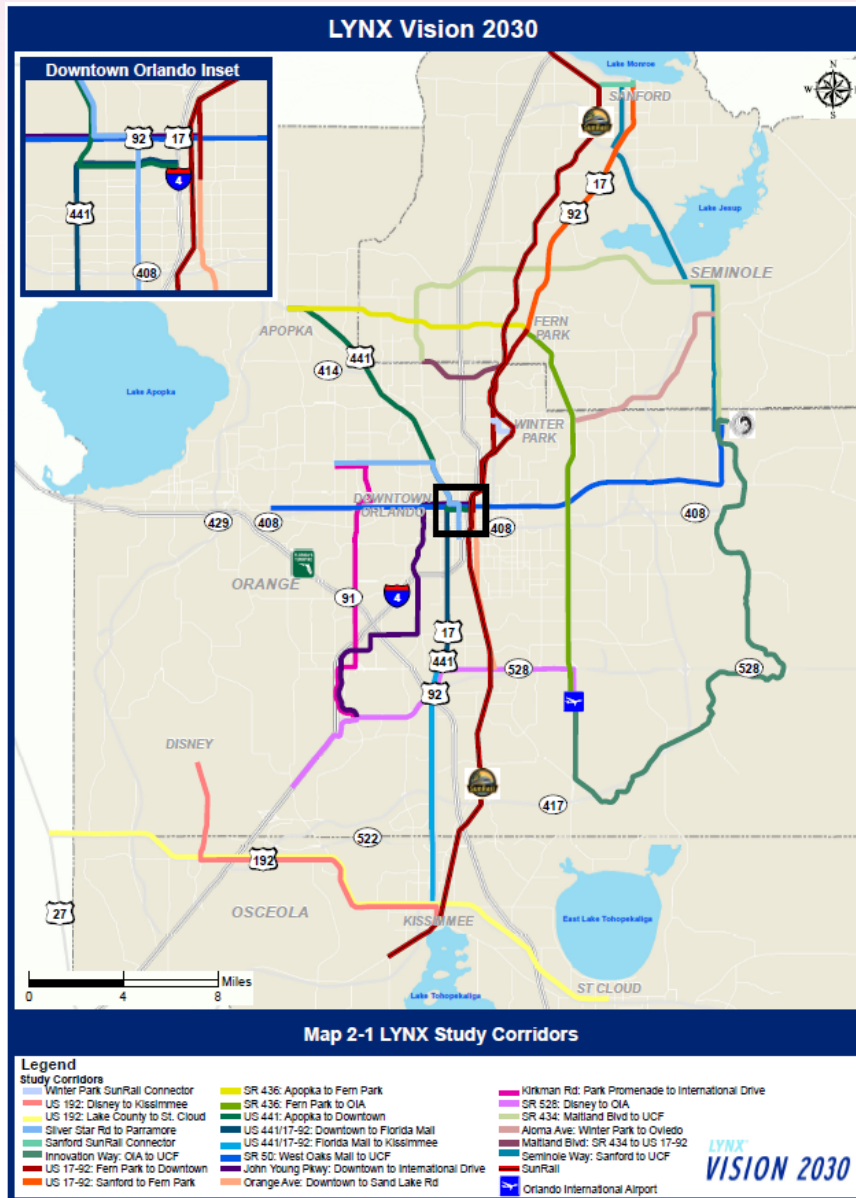 LYNX Vision 2030
Downtown Orlando Inset
92
17
4
441
408
Lake Monroe
N
W
E
S
SANFORD
17
92
Lake Jesup
SEMINOLE
APOPKA
FERN
PARK
441
414
Lake Apopka
WINTER
PARK
DOWNTOWN
ORLANDO
429
408
408
408
ORANGE
91
4
17
441
92
528
528
DISNEY
417
522
192
27
OSCEOLA
KISSIMMEE
East Lake Tohopekaliga
ST CLOUD
Lake Tohopekaliga
Miles
0
4
8
Map 2-1 LYNX Study Corridors
Legend
Study Corridors
Winter Park SunRail Connector
US 192: Disney to Kissimmee
US 192: Lake County to St. Cloud
Silver Star Rd to Parramore
Sanford SunRail Connector
Innovation Way: OIA to UCF
US 17-92: Fern Park to Downtown
US 17-92: Sanford to Fern Park
SR 436: Apopka to Fern Park
SR 436: Fern Park to OIA
US 441: Apopka to Downtown
US 441/17-92: Downtown to Florida Mall
US 441/17-92: Florida Mall to Kissimmee
SR 50: West Oaks Mall to UCF
John Young Pkwy: Downtown to International Drive
Orange Ave: Downtown to Sand Lake Rd
Kirkman Rd: Park Promenade to International Drive
SR 528: Disney to OIA
SR 434: Maitland Blvd to UCF
Aloma Ave: Winter Park to Oviedo
Maitland Blvd: SR 434 to US 17-92
Seminole Way: Sanford to UCF
SunRail
Orlando International Airport
LYNX
VISION 2030